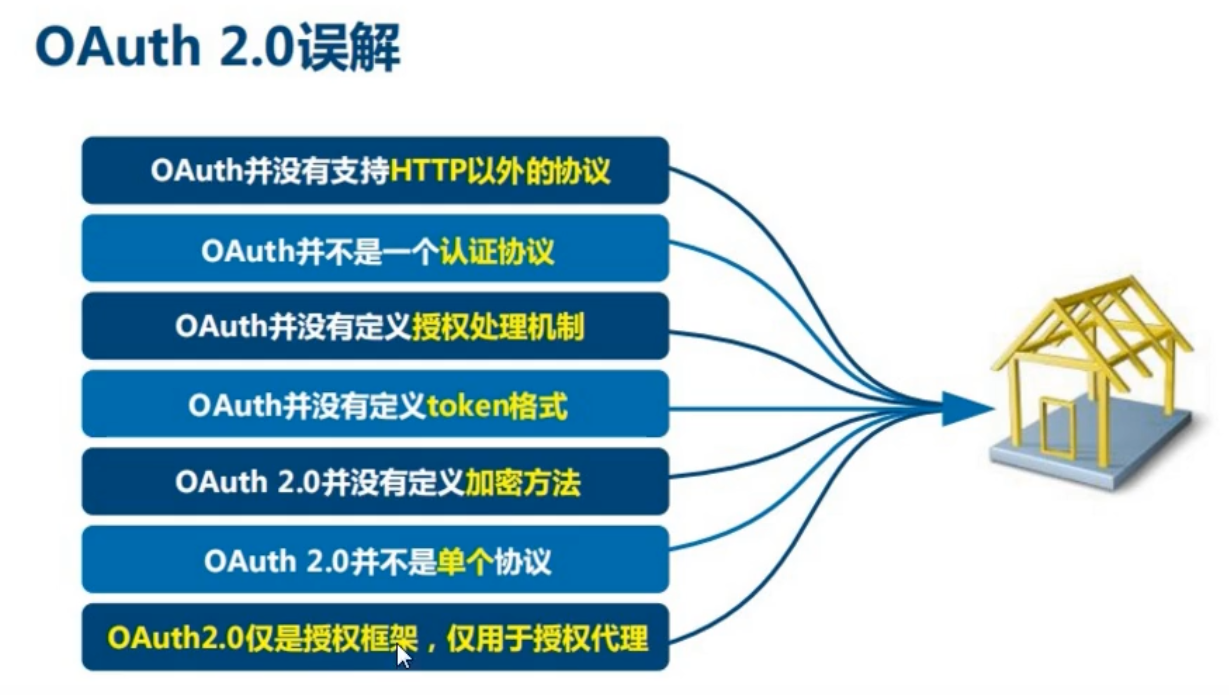 OAuth 2.0误解
OAuth并没有支持HTTP以外的协议
OAuth并不是一个认证协议
OAuth并没有定义授权处理机制
OAuth并没有定义token格式
OAuth 2.0并没有定义加密方法
OAuth 2.0并不是单个协议
OAuth2.0仅是授权框架，仅用于授权代理